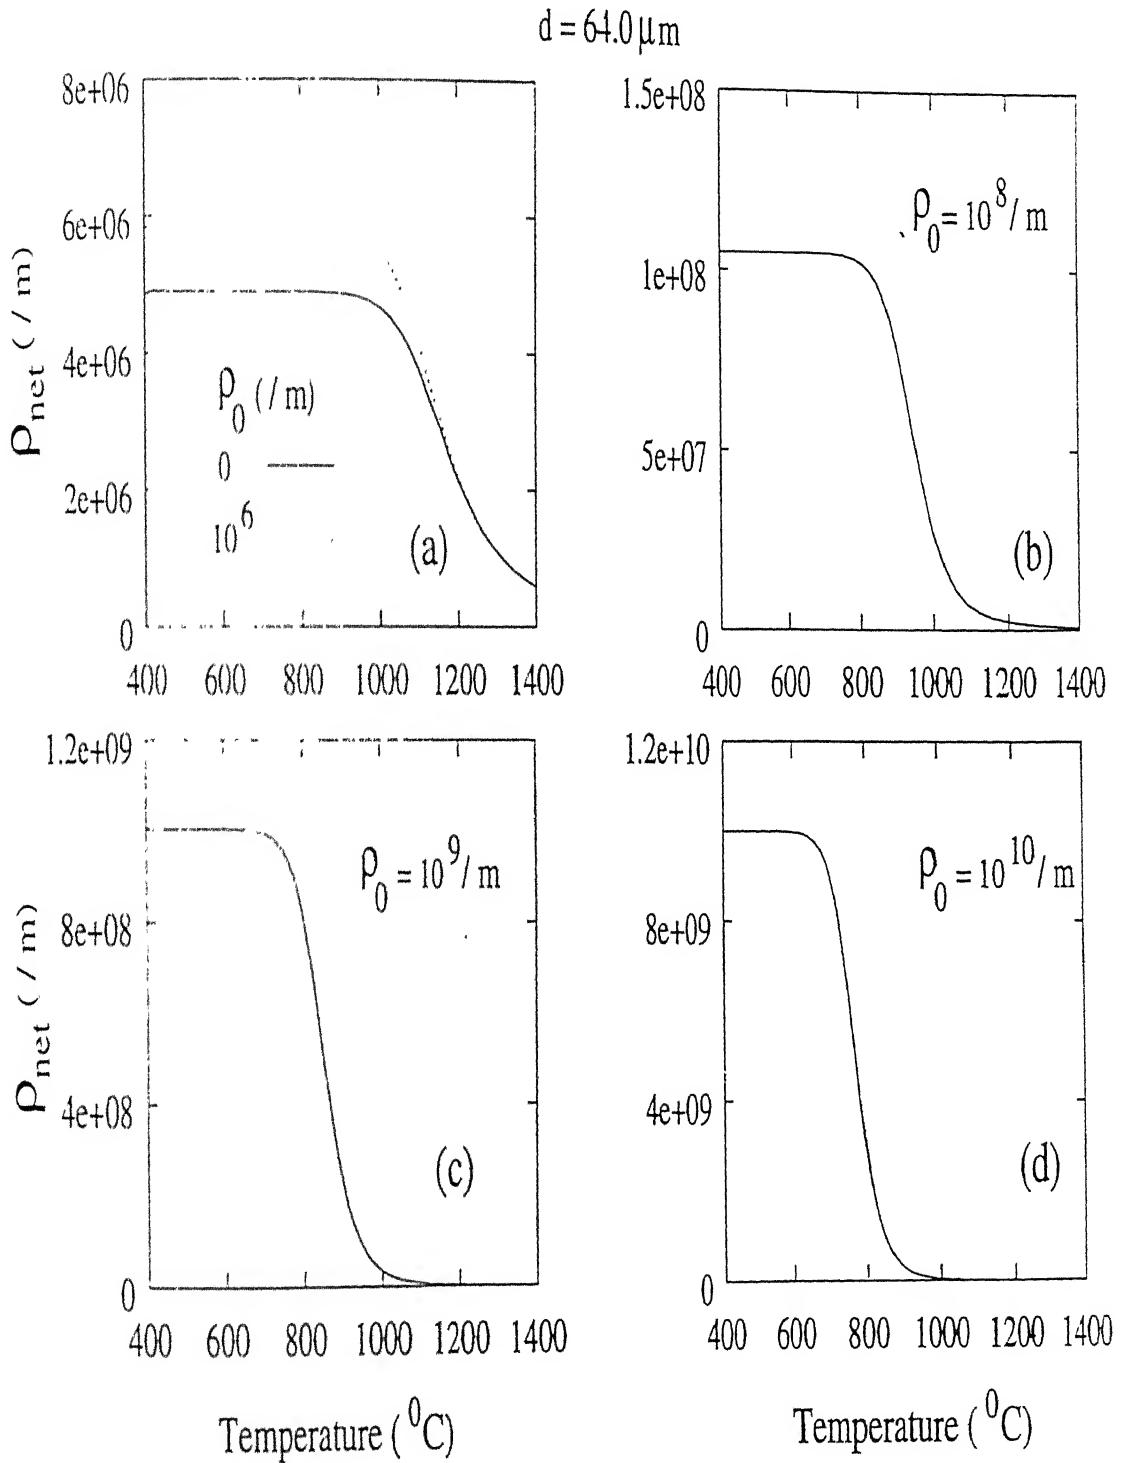 d = 64.0 μm
8e+06
6e+06
4e+06
2e+06
0
400 600 800 1000 1200 1400
ρnet ( / m)
ρ0 (/ m)
0
10^6
(a)
1.5e+08
1e+08
5e+07
0
400 600 800 1000 1200 1400
ρ0 = 10^8/ m
(b)
1.2e+09
8e+08
4e+08
0
400 600 800 1000 1200 1400
ρnet ( / m)
ρ0 = 10^9/ m
(c)
Temperature ( ^0C)
1.2e+10
8e+09
4e+09
0
400 600 800 1000 1200 1400
ρ0 = 10^10/ m
(d)
Temperature ( ^0C)